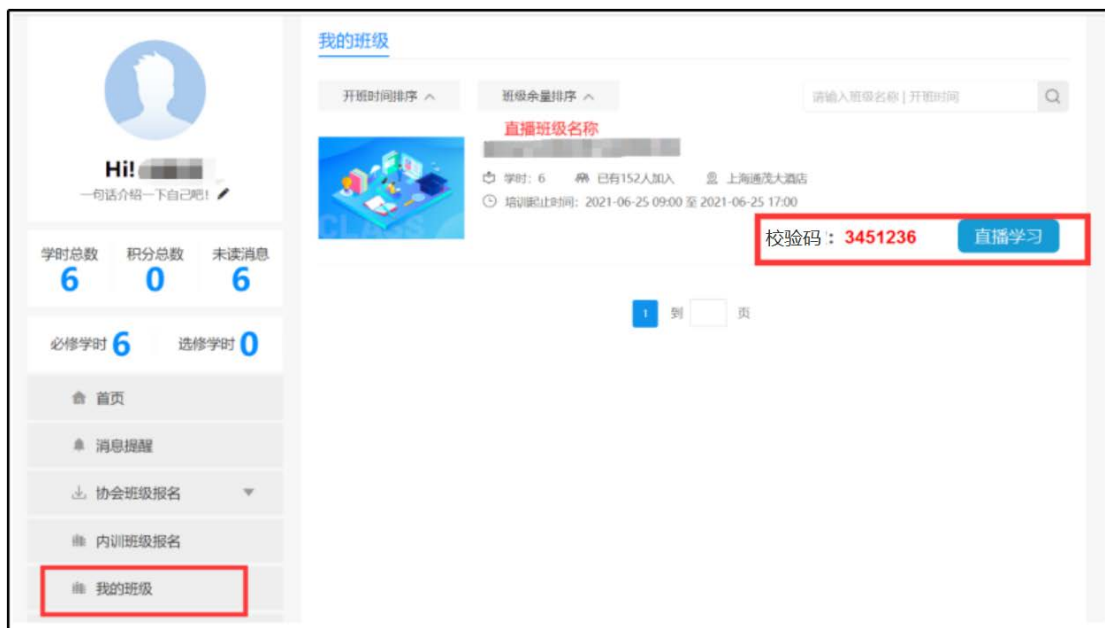 Hi!
一句话介绍一下自己吧!
学时总数 积分总数 未读消息
6 0 6
必修学时 6 选修学时 0
首页
消息提醒
协会班级报名
内训班级报名
我的班级
我的班级
开班时间排序 班级余量排序 请输入班级名称 | 开班时间
直播班级名称
学时: 6 已有152人加入 上海通茂大酒店
培训起止时间: 2021-06-25 09:00 至 2021-06-25 17:00
校验码: 3451236 直播学习
CLASS
1 到 页